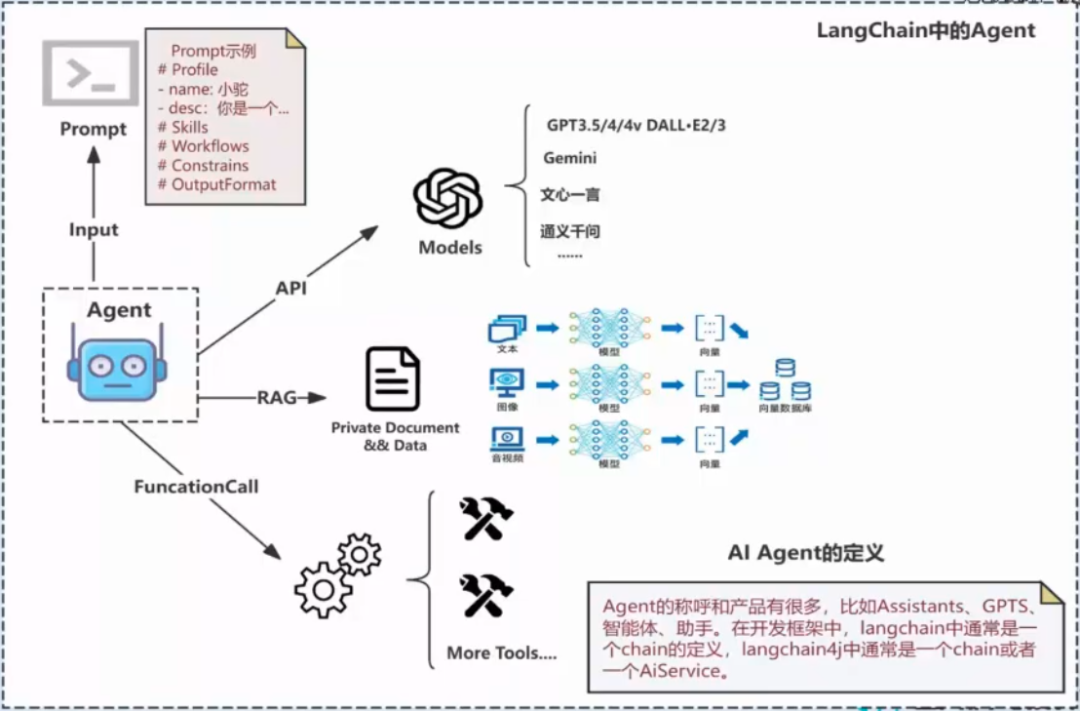 LangChain中的Agent
Prompt示例
# Profile
- name: 小驼
- desc：你是一个...
# Skills
# Workflows
# Constrains
# OutputFormat
Prompt
Input
Agent
API
Models
GPT3.5/4/4v DALL•E2/3
Gemini
文心一言
通义千问
......
RAG
Private Document
&& Data
文本
模型
向量
图像
模型
向量
向量数据库
音视频
模型
向量
FuncationCall
More Tools....
AI Agent的定义
Agent的称呼和产品有很多，比如Assistants、GPTS、
智能体、助手。在开发框架中，langchain中通常是一
个chain的定义，langchain4j中通常是一个chain或者
一个AiService。